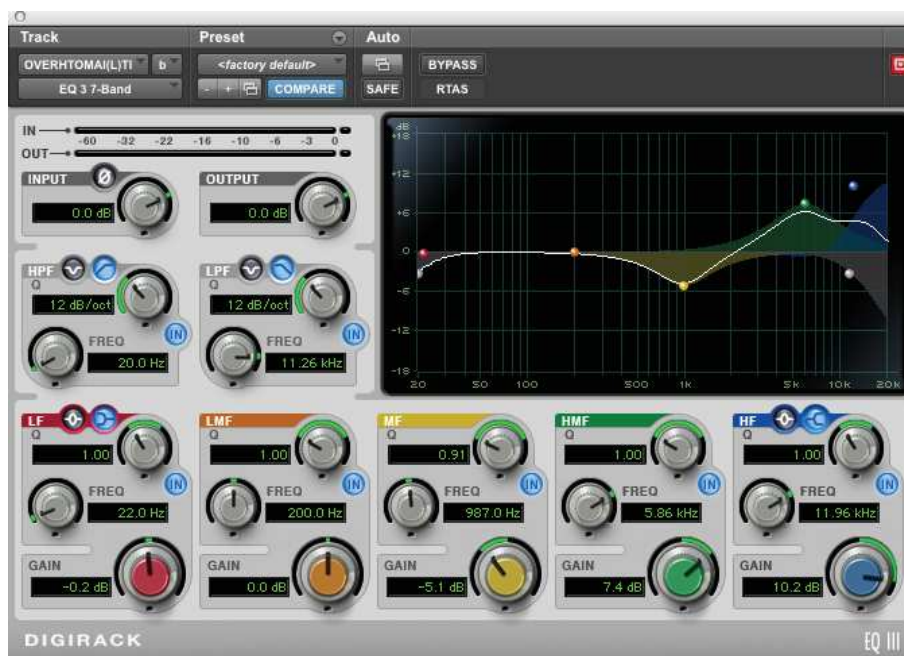 Track Preset Auto
OVERHTOMAI(L)TI b <factory default> BYPASS
EQ 3 7-Band - + COMPARE SAFE RTAS
IN
-60 -32 -22 -16 -10 -6 -3 0
OUT
INPUT Ø OUTPUT
0.0 dB 0.0 dB
HPF LPF
Q Q
12 dB/oct 12 dB/oct
IN IN
FREQ FREQ
20.0 Hz 11.26 kHz
dB
+18
+12
+6
0
-6
-12
-18
20 50 100 500 1k 5k 10k 20k
LF LMF MF HMF HF
Q Q Q Q Q
1.00 1.00 0.91 1.00 1.00
IN IN IN IN IN
FREQ FREQ FREQ FREQ FREQ
22.0 Hz 200.0 Hz 987.0 Hz 5.86 kHz 11.96 kHz
GAIN GAIN GAIN GAIN GAIN
-0.2 dB 0.0 dB -5.1 dB 7.4 dB 10.2 dB
DIGIRACK EQ III